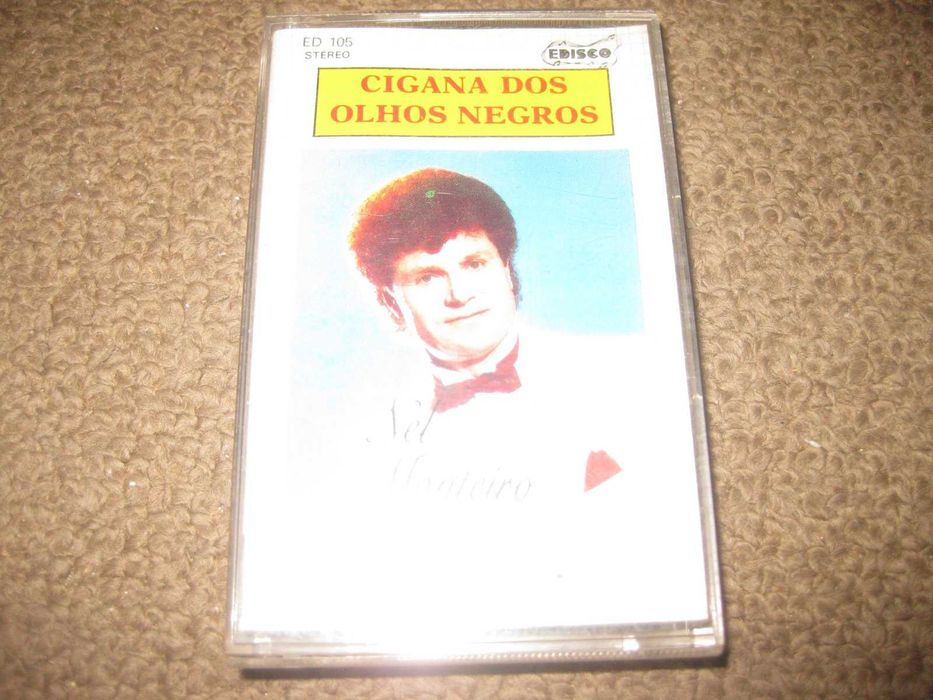 ED 105
STEREO
EDISCO
CIGANA DOS
OLHOS NEGROS
Nel
Monteiro